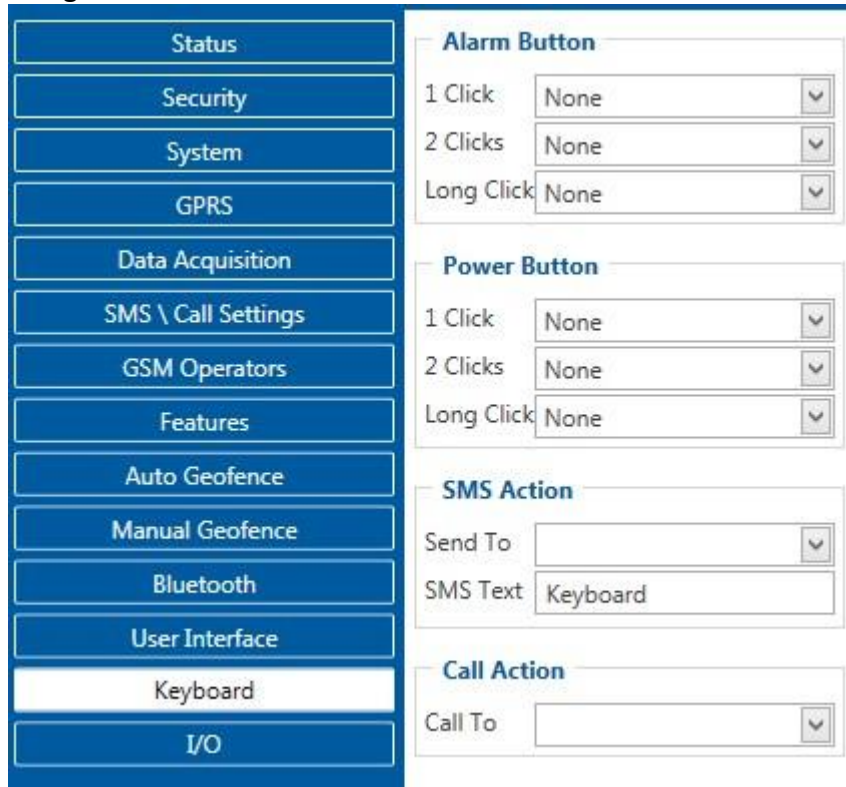 Status
Security
System
GPRS
Data Acquisition
SMS \ Call Settings
GSM Operators
Features
Auto Geofence
Manual Geofence
Bluetooth
User Interface
Keyboard
I/O
Alarm Button
1 Click None
2 Clicks None
Long Click None
Power Button
1 Click None
2 Clicks None
Long Click None
SMS Action
Send To
SMS Text Keyboard
Call Action
Call To